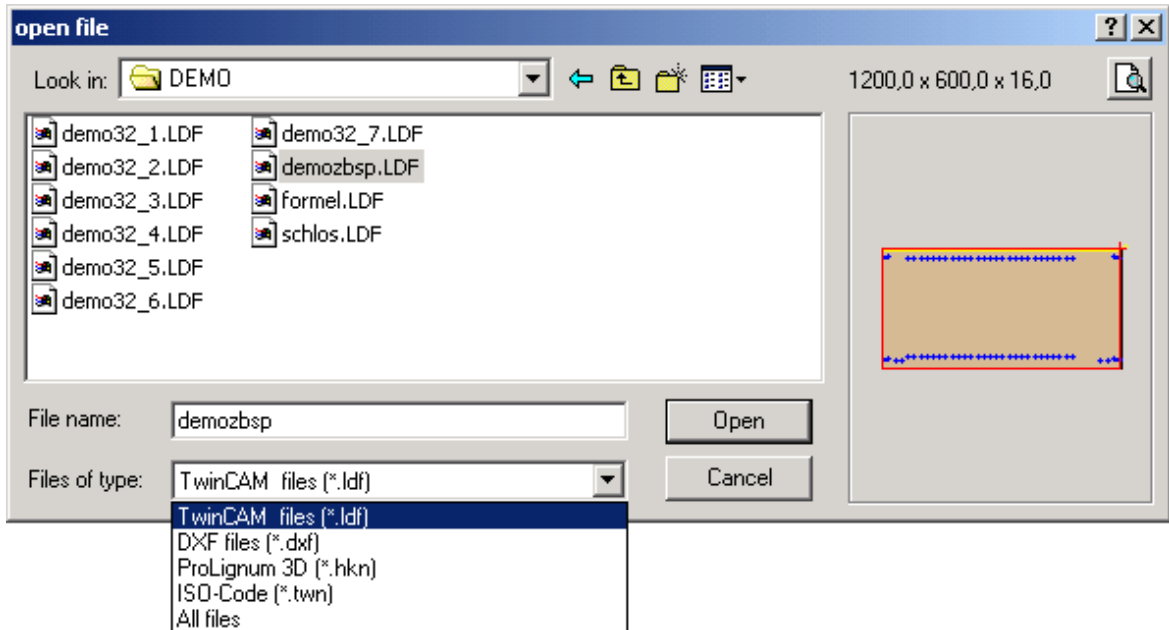 open file
Look in: DEMO 1200,0 x 600,0 x 16,0
demo32_1.LDF demo32_7.LDF
demo32_2.LDF demozbsp.LDF
demo32_3.LDF formel.LDF
demo32_4.LDF schlos.LDF
demo32_5.LDF
demo32_6.LDF
File name: demozbsp Open
Files of type: TwinCAM files (*.ldf) Cancel
TwinCAM files (*.ldf)
DXF files (*.dxf)
ProLignum 3D (*.hkn)
ISO-Code (*.twn)
All files